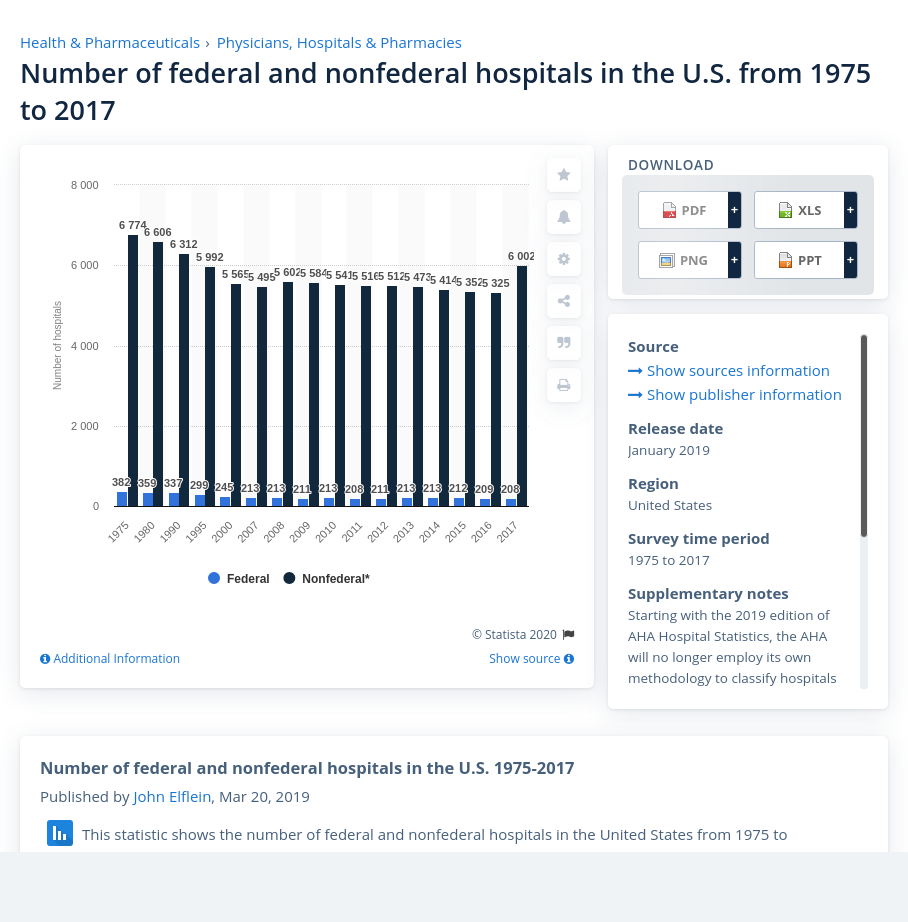 Health & Pharmaceuticals › Physicians, Hospitals & Pharmacies
Number of federal and nonfederal hospitals in the U.S. from 1975
to 2017
8 000
6 000
4 000
2 000
0
Number of hospitals
6 774
6 606
6 312
5 992
5 565
5 495
5 602
5 584
5 541
5 516
5 512
5 473
5 414
5 352
5 325
6 002
382
359
337
299
245
213
213
211
213
208
211
213
213
212
209
208
1975
1980
1990
1995
2000
2007
2008
2009
2010
2011
2012
2013
2014
2015
2016
2017
Federal Nonfederal*
© Statista 2020
Additional Information
Show source
DOWNLOAD
PDF + XLS +
PNG + PPT +
Source
Show sources information
Show publisher information
Release date
January 2019
Region
United States
Survey time period
1975 to 2017
Supplementary notes
Starting with the 2019 edition of
AHA Hospital Statistics, the AHA
will no longer employ its own
methodology to classify hospitals
Number of federal and nonfederal hospitals in the U.S. 1975-2017
Published by John Elflein, Mar 20, 2019
This statistic shows the number of federal and nonfederal hospitals in the United States from 1975 to